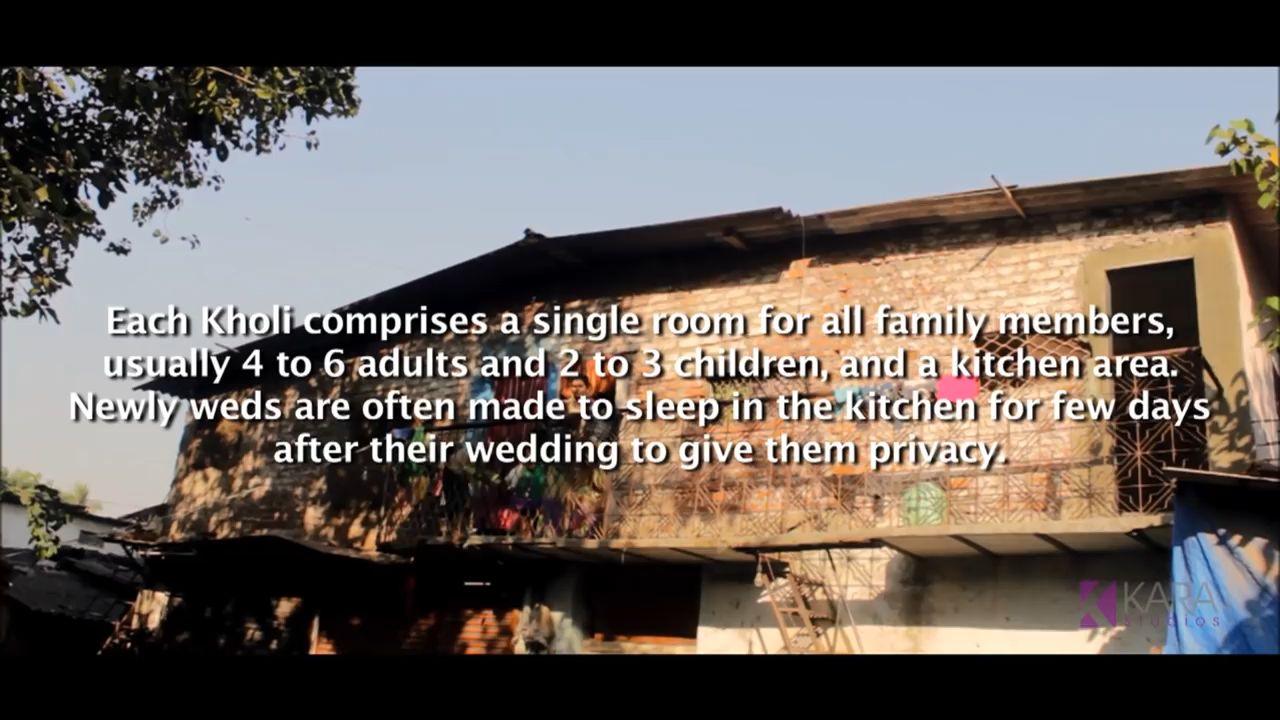 Each Kholi comprises a single room for all family members,
usually 4 to 6 adults and 2 to 3 children, and a kitchen area.
Newly weds are often made to sleep in the kitchen for few days
after their wedding to give them privacy.
KARA
STUDIOS